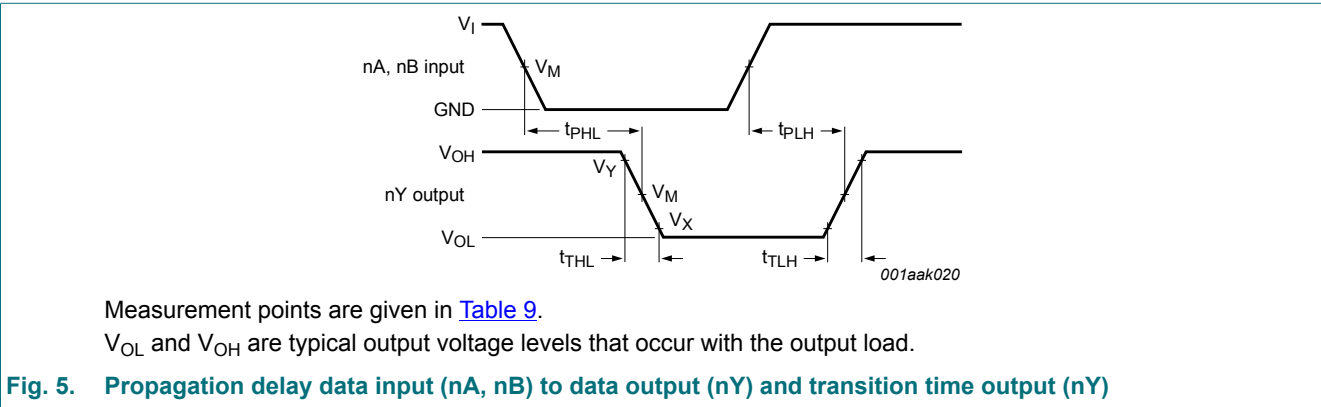 V_I
nA, nB input
V_M
GND
t_PHL
t_PLH
V_OH
V_Y
nY output
V_M
V_X
V_OL
t_THL
t_TLH
001aak020
Measurement points are given in Table 9.
V_OL and V_OH are typical output voltage levels that occur with the output load.
Fig. 5. Propagation delay data input (nA, nB) to data output (nY) and transition time output (nY)